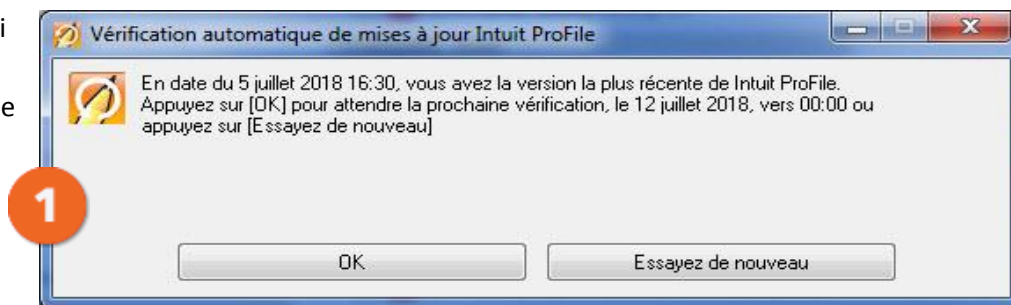 i
e
Vérification automatique de mises à jour Intuit ProFile
En date du 5 juillet 2018 16:30, vous avez la version la plus récente de Intuit ProFile.
Appuyez sur [OK] pour attendre la prochaine vérification, le 12 juillet 2018, vers 00:00 ou
appuyez sur [Essayez de nouveau]
1
OK
Essayez de nouveau